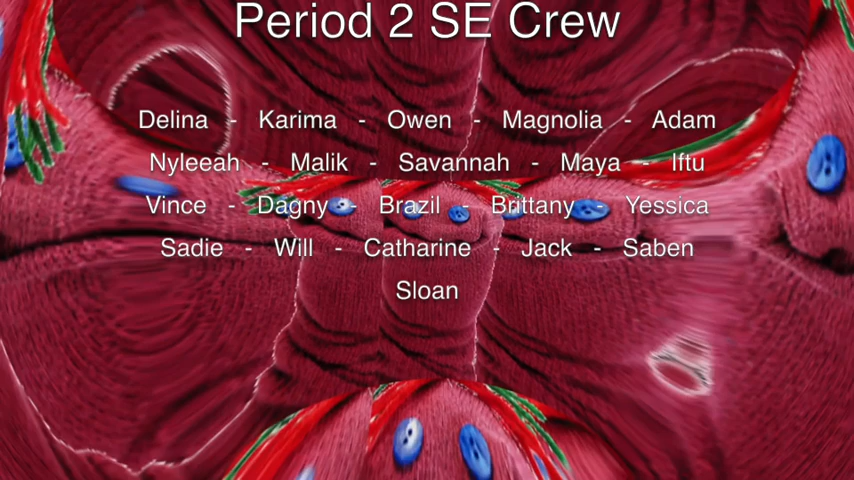 Period 2 SE Crew
Delina - Karima - Owen - Magnolia - Adam
Nyleeah - Malik - Savannah - Maya - Iftu
Vince - Dagny - Brazil - Brittany - Yessica
Sadie - Will - Catharine - Jack - Saben
Sloan